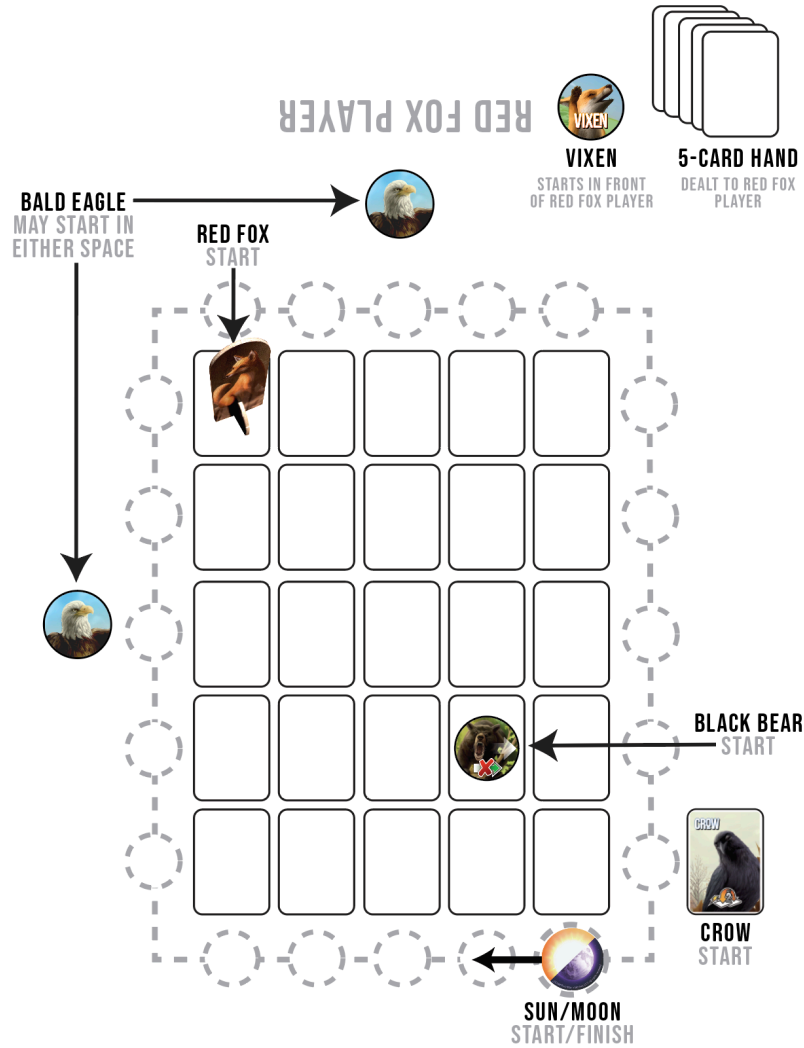 RED FOX PLAYER
VIXEN
VIXEN
STARTS IN FRONT
OF RED FOX PLAYER
5-CARD HAND
DEALT TO RED FOX
PLAYER
BALD EAGLE
MAY START IN
EITHER SPACE
RED FOX
START
BLACK BEAR
START
CROW
CROW
START
SUN/MOON
START/FINISH